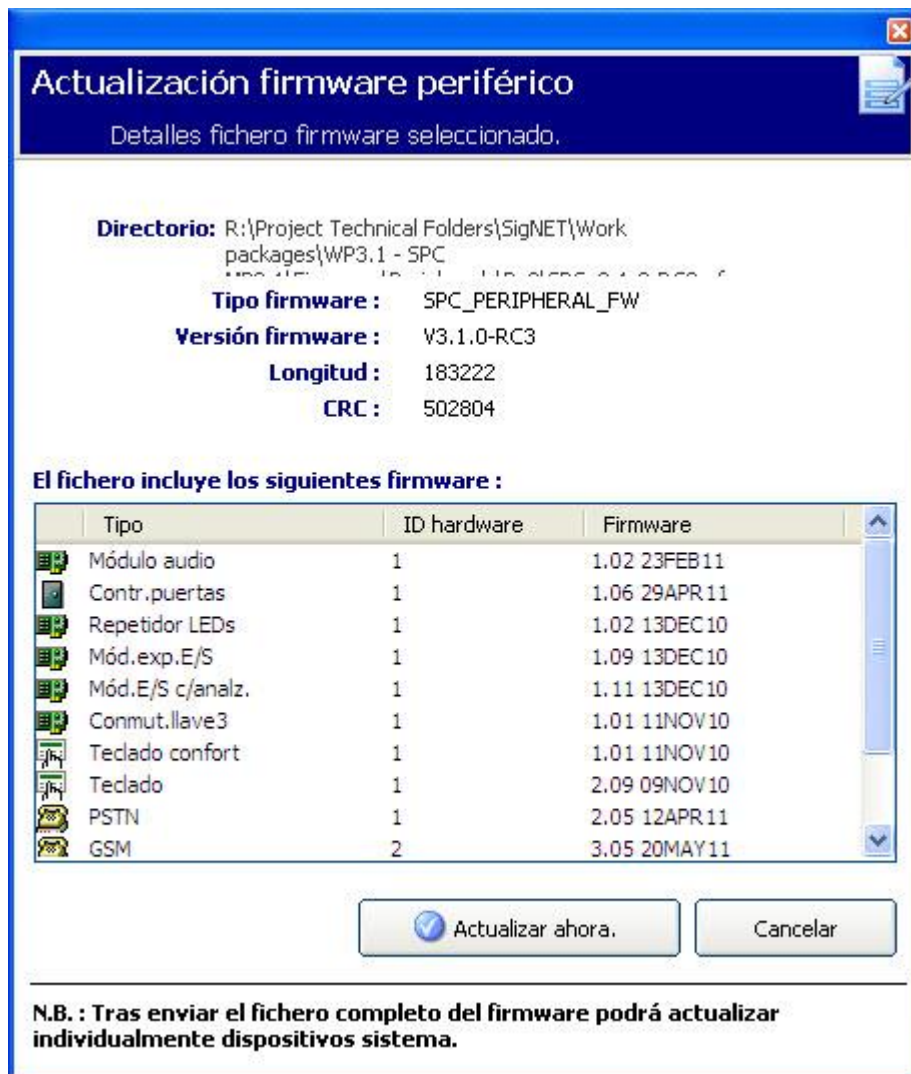 Actualización firmware periférico
Detalles fichero firmware seleccionado.
Directorio: R:\Project Technical Folders\SigNET\Work
packages\WP3.1 - SPC
Tipo firmware : SPC_PERIPHERAL_FW
Versión firmware : V3.1.0-RC3
Longitud : 183222
CRC : 502804
El fichero incluye los siguientes firmware :
Tipo ID hardware Firmware
Módulo audio 1 1.02 23FEB11
Contr.puertas 1 1.06 29APR11
Repetidor LEDs 1 1.02 13DEC10
Mód.exp.E/S 1 1.09 13DEC10
Mód.E/S c/analz. 1 1.11 13DEC10
Conmut.llave3 1 1.01 11NOV10
Teclado confort 1 1.01 11NOV10
Teclado 1 2.09 09NOV10
PSTN 1 2.05 12APR11
GSM 2 3.05 20MAY11
Actualizar ahora. Cancelar
N.B. : Tras enviar el fichero completo del firmware podrá actualizar
individualmente dispositivos sistema.